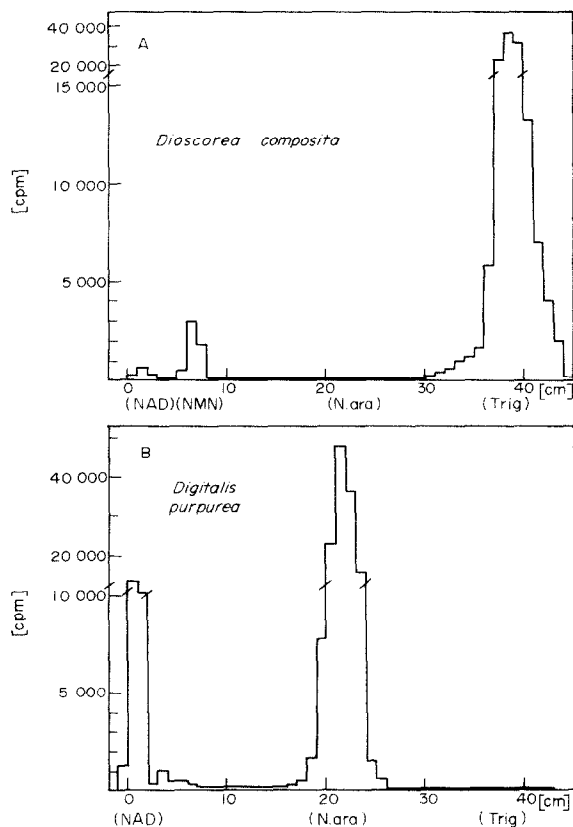 40 000
A
20 000
15 000
Dioscorea composita
10 000
[cpm]
5 000
0 10 20 30 40 [cm]
(NAD)(NMN) (N.ara) (Trig)
B
40 000
Digitalis
purpurea
20 000
10 000
[cpm]
5 000
0 10 20 30 40 [cm]
(NAD) (N.ara) (Trig)